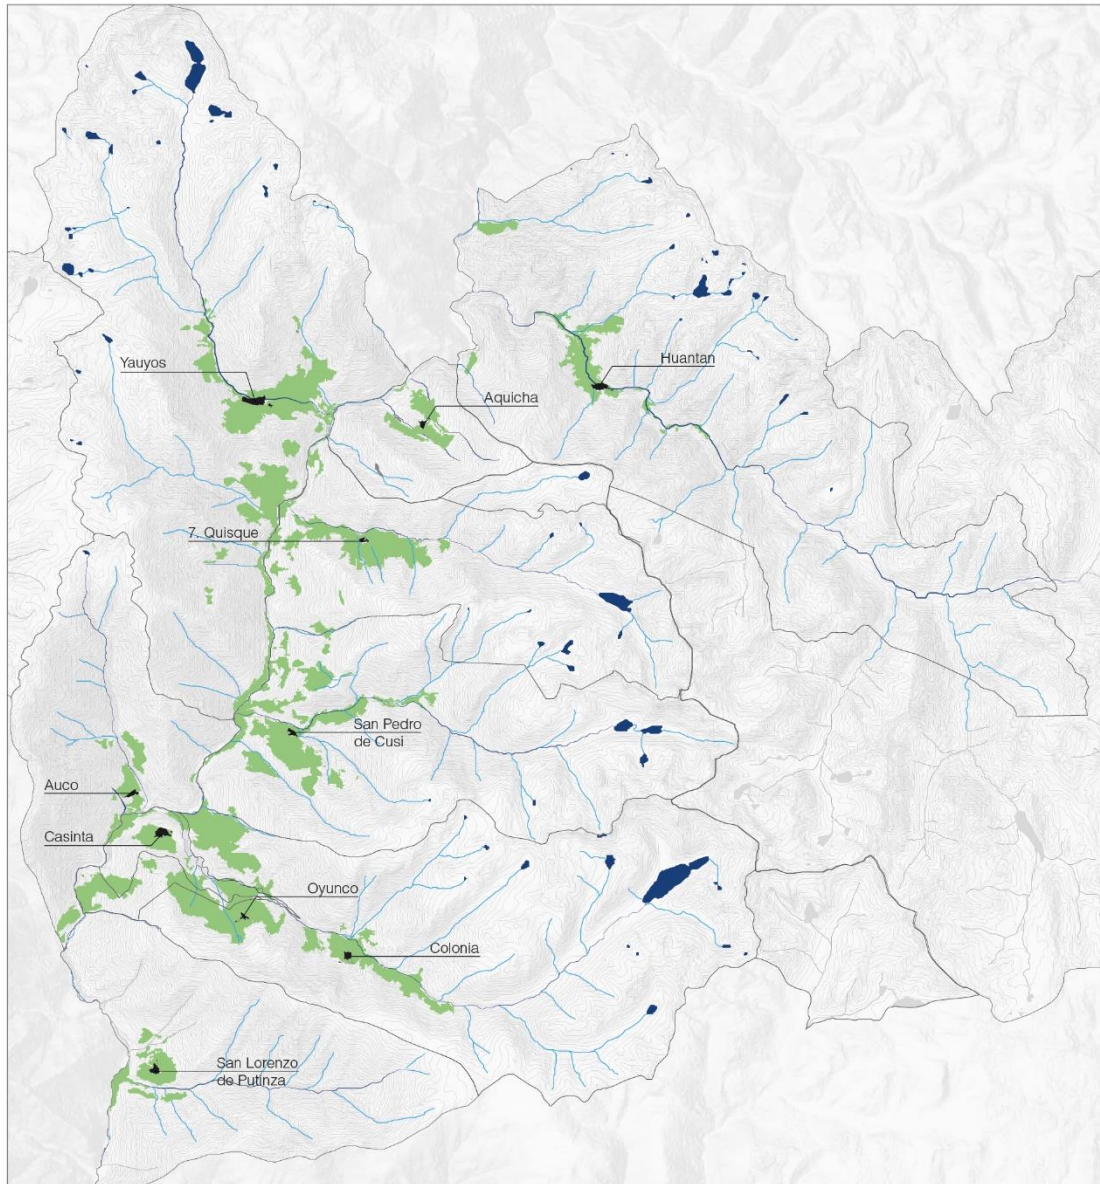 Yauyos
Huantan
Aquicha
7. Quisque
San Pedro
de Cusi
Auco
Casinta
Oyunco
Colonia
San Lorenzo
de Putinza